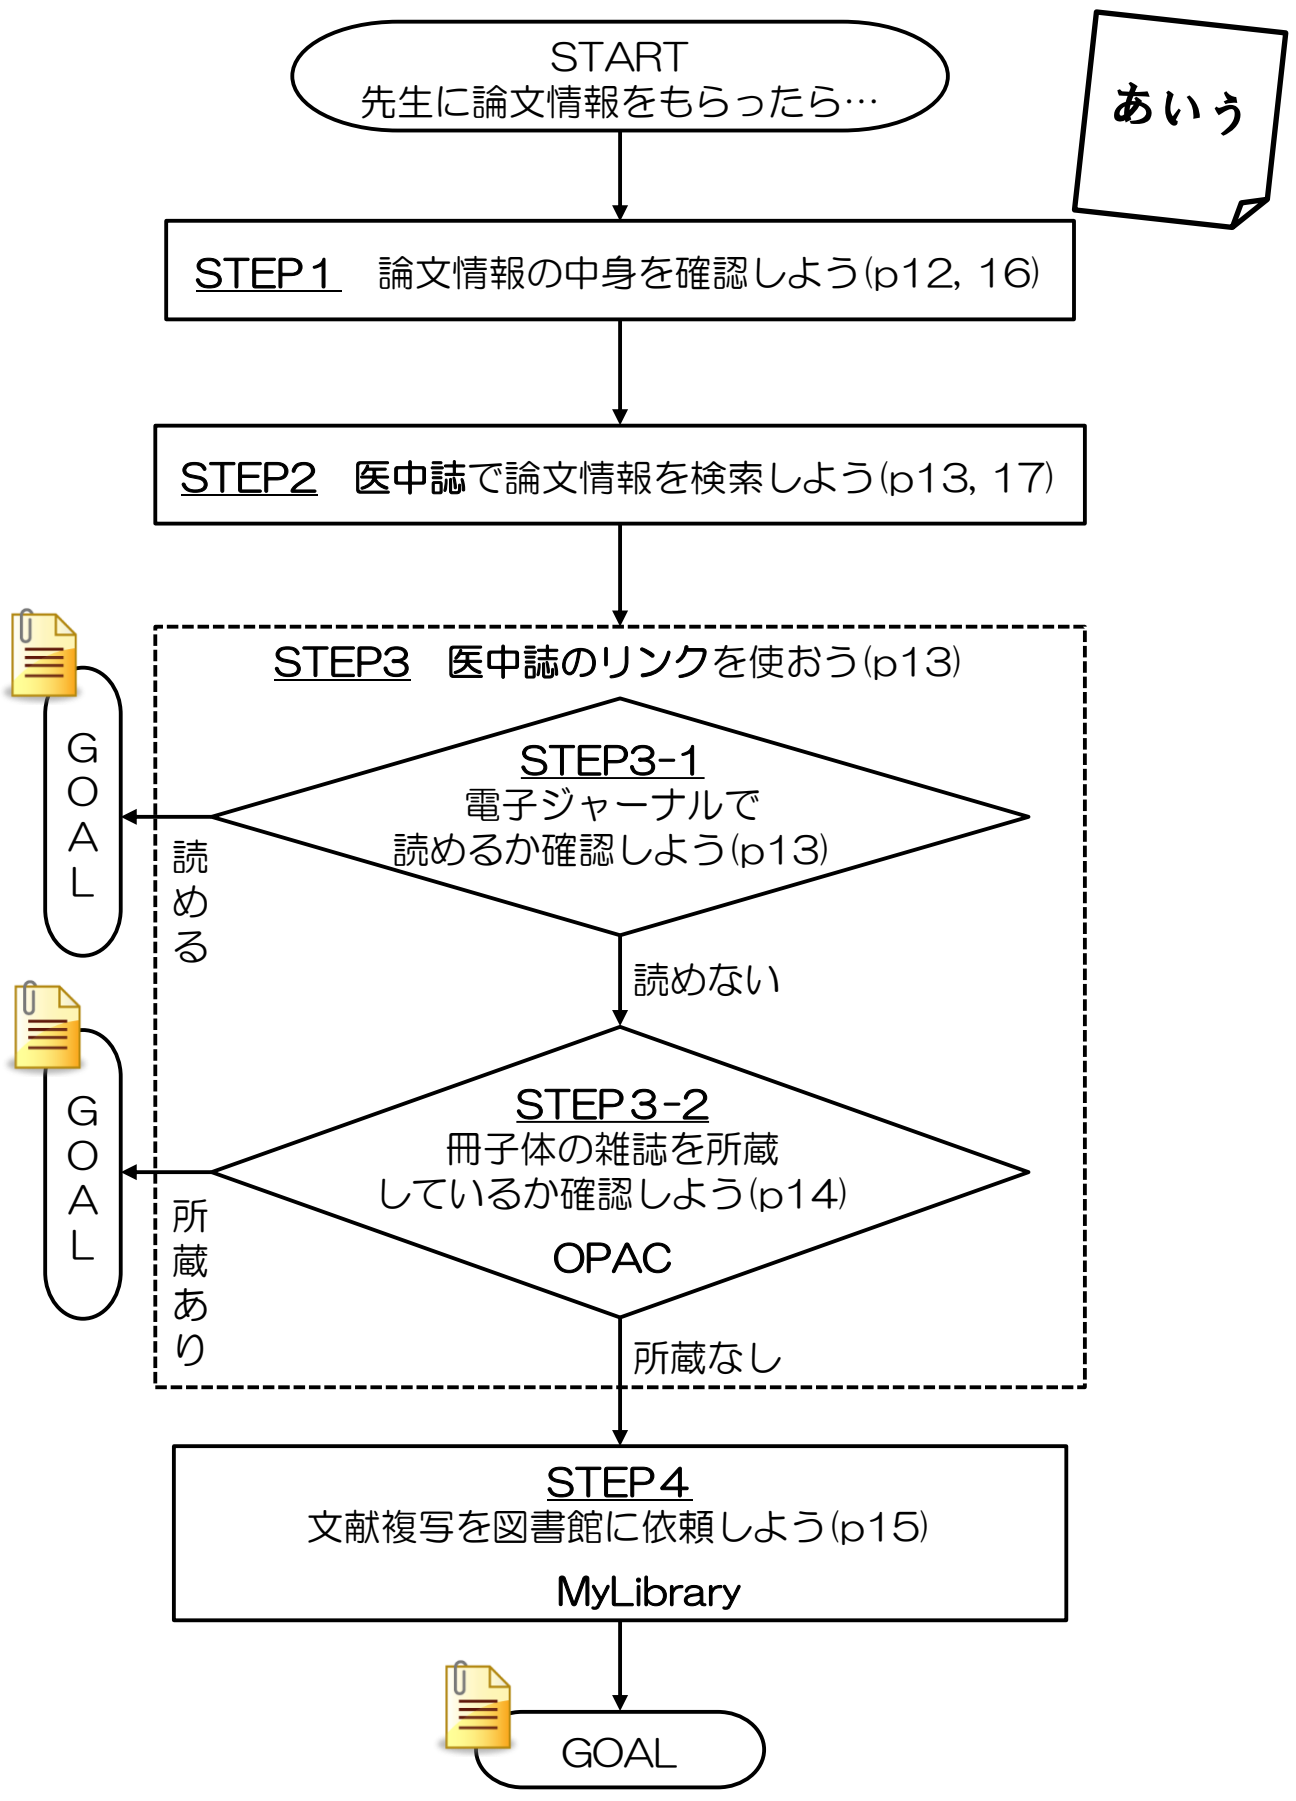 START
先生に論文情報をもらったら…
あいう
STEP1 論文情報の中身を確認しよう(p12, 16)
STEP2 医中誌で論文情報を検索しよう(p13, 17)
STEP3 医中誌のリンクを使おう(p13)
STEP3-1
電子ジャーナルで
読めるか確認しよう(p13)
GOAL
読める
読めない
STEP3-2
冊子体の雑誌を所蔵
しているか確認しよう(p14)
OPAC
GOAL
所蔵あり
所蔵なし
STEP4
文献複写を図書館に依頼しよう(p15)
MyLibrary
GOAL